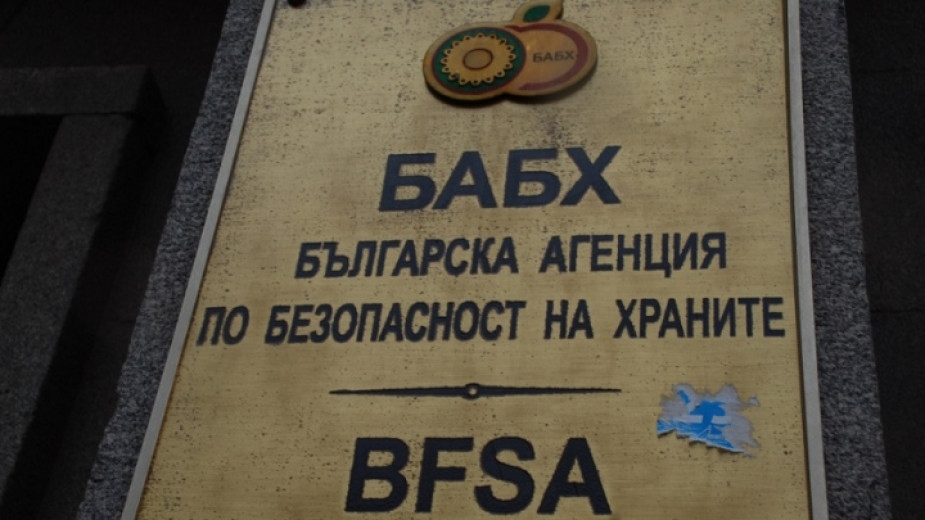 БАБХ
БАБХ
БЪЛГАРСКА АГЕНЦИЯ
ПО БЕЗОПАСНОСТ НА ХРАНИТЕ
BFSA